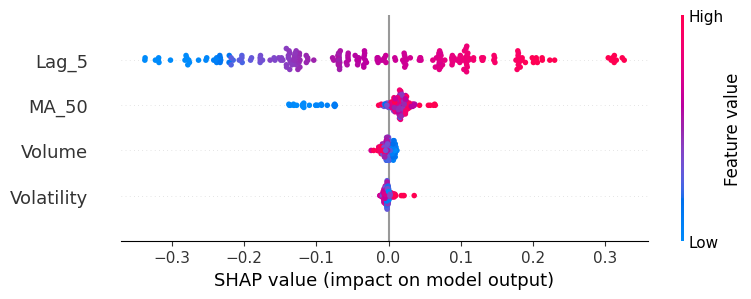 High
Lag_5
MA_50
Volume
Volatility
Feature value
Low
−0.3 −0.2 −0.1 0.0 0.1 0.2 0.3
SHAP value (impact on model output)